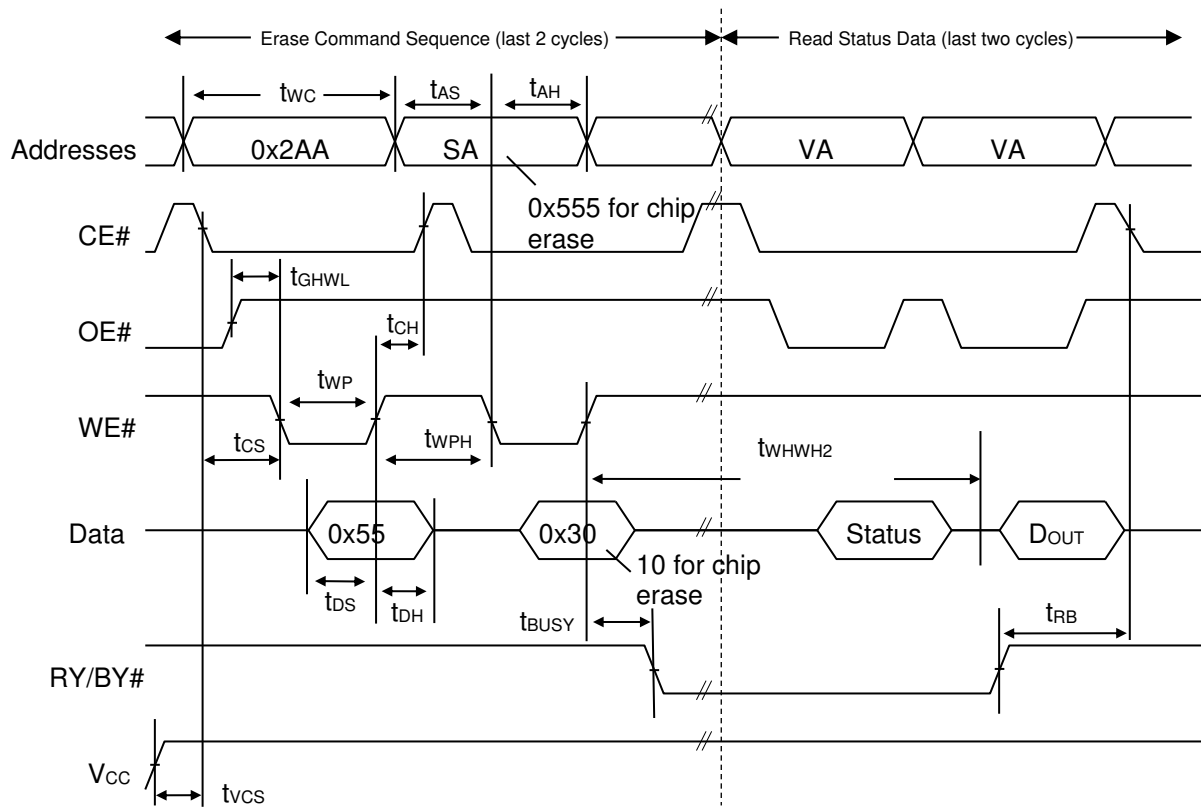 Erase Command Sequence (last 2 cycles)
Read Status Data (last two cycles)
tWC
tAS
tAH
Addresses
0x2AA
SA
VA
VA
0x555 for chip
erase
CE#
tGHWL
OE#
tCH
tWP
WE#
tCS
tWPH
tWHWH2
Data
0x55
0x30
Status
DOUT
10 for chip
erase
tDS
tDH
tBUSY
tRB
RY/BY#
VCC
tVCS